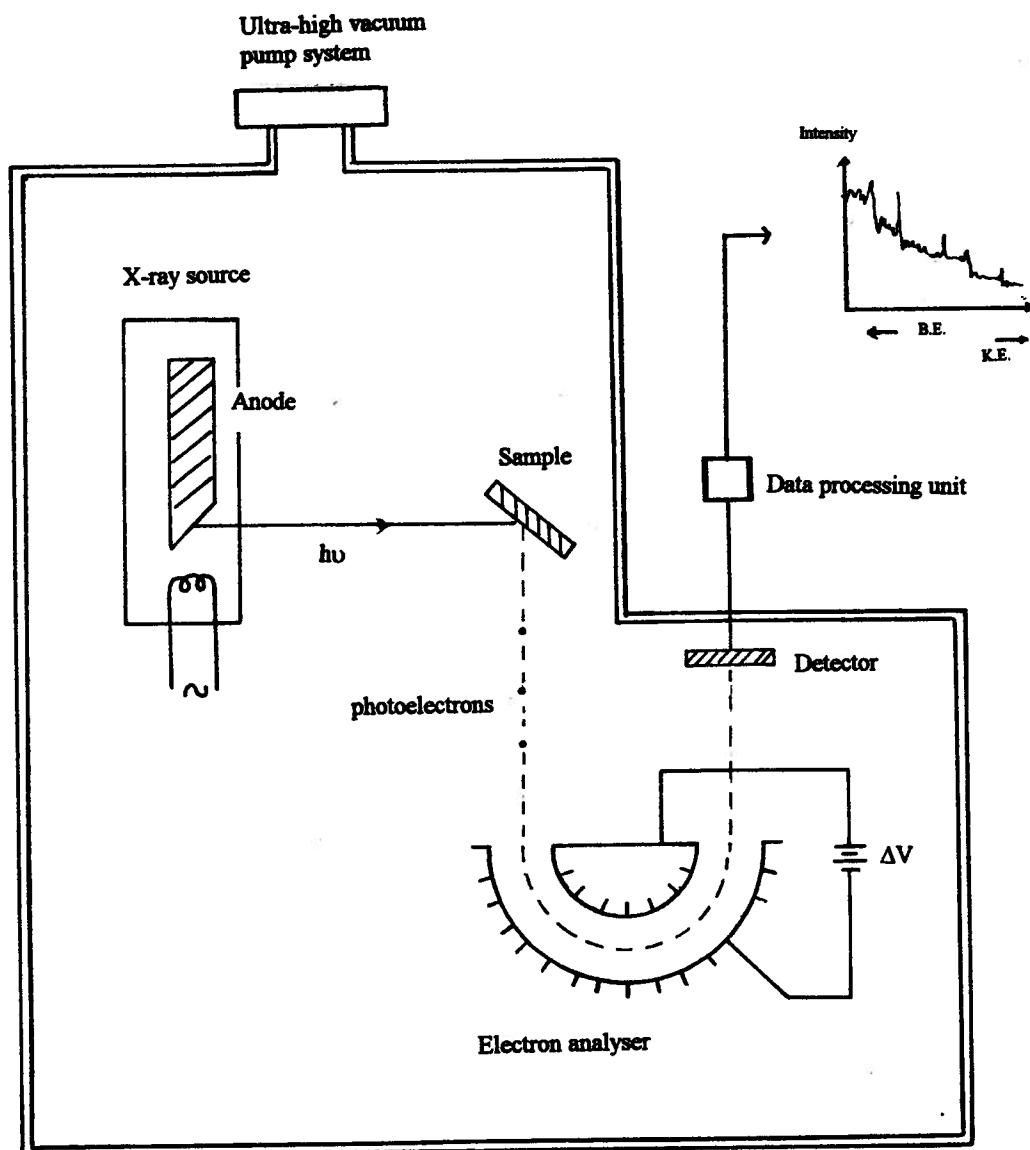 Ultra-high vacuum
pump system
Intensity
X-ray source
B.E.
K.E.
Anode
Sample
Data processing unit
hυ
Detector
photoelectrons
ΔV
Electron analyser